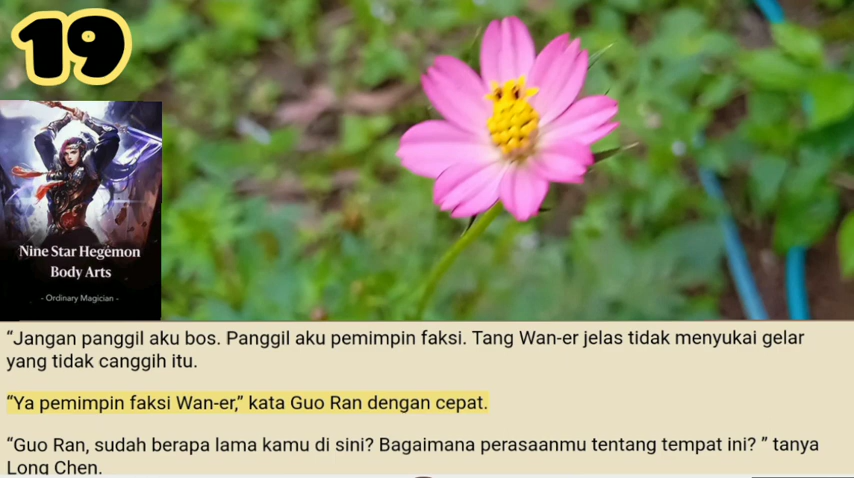 19
Nine Star Hegemon
Body Arts
- Ordinary Magician -
“Jangan panggil aku bos. Panggil aku pemimpin faksi. Tang Wan-er jelas tidak menyukai gelar
yang tidak canggih itu.
“Ya pemimpin faksi Wan-er,” kata Guo Ran dengan cepat.
“Guo Ran, sudah berapa lama kamu di sini? Bagaimana perasaanmu tentang tempat ini? ” tanya
Long Chen.